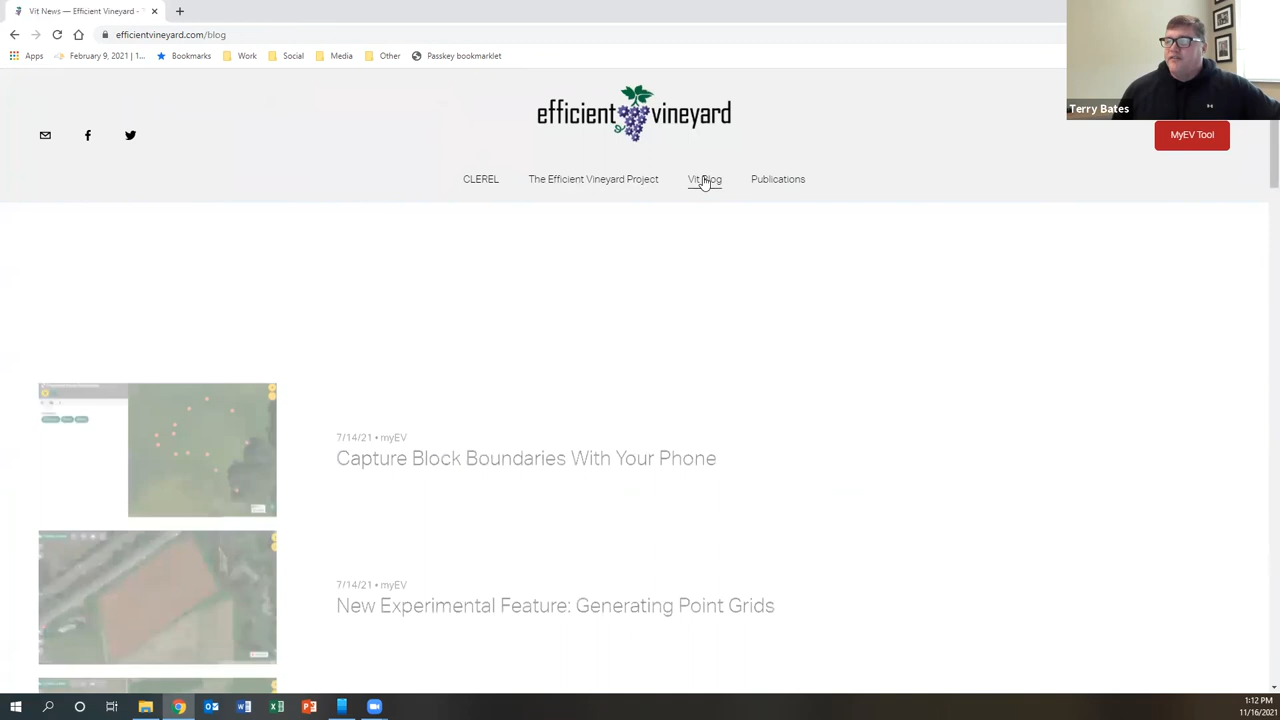 Vit News — Efficient Vineyard -
efficientvineyard.com/blog
Apps
February 9, 2021 | 1...
Bookmarks
Work
Social
Media
Other
Passkey bookmarklet
Terry Bates
efficient vineyard
MyEV Tool
CLEREL
The Efficient Vineyard Project
Vit Blog
Publications
7/14/21 • myEV
Capture Block Boundaries With Your Phone
7/14/21 • myEV
New Experimental Feature: Generating Point Grids
1:12 PM
11/16/2021